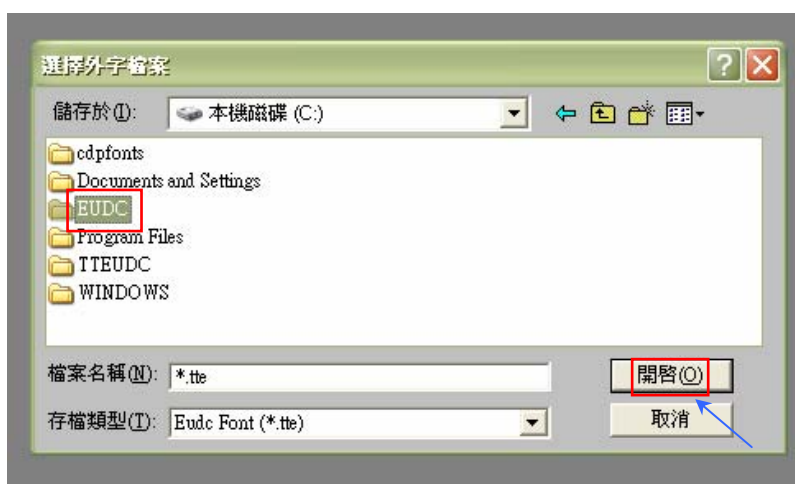 選擇外字檔案
儲存於(I): 本機磁碟 (C:)
cdpfonts
Documents and Settings
EUDC
Program Files
TTEUDC
WINDOWS
檔案名稱(N): *.tte 開啓(O)
存檔類型(T): Eudc Font (*.tte) 取消